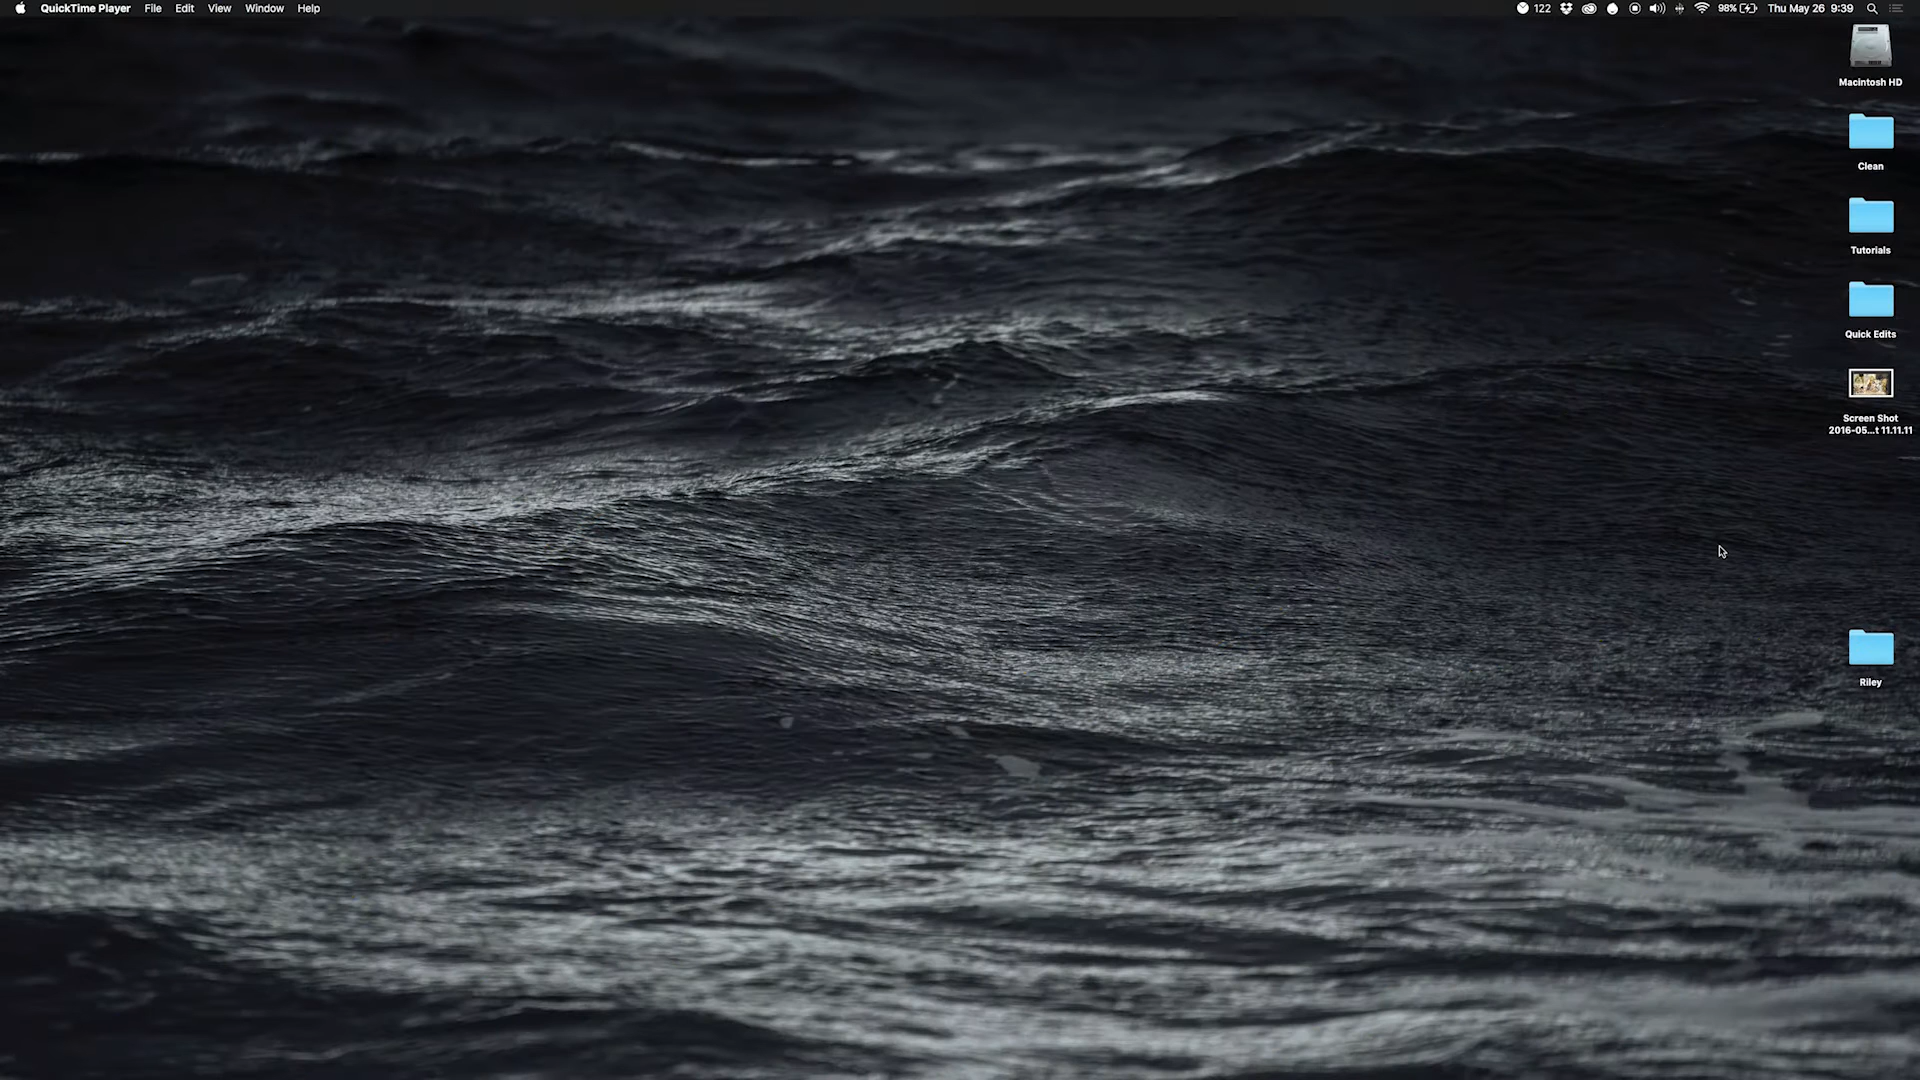 QuickTime Player File Edit View Window Help
122 98% Thu May 26 9:39
Macintosh HD
Clean
Tutorials
Quick Edits
Screen Shot
2016-05...t 11.11.11
Riley